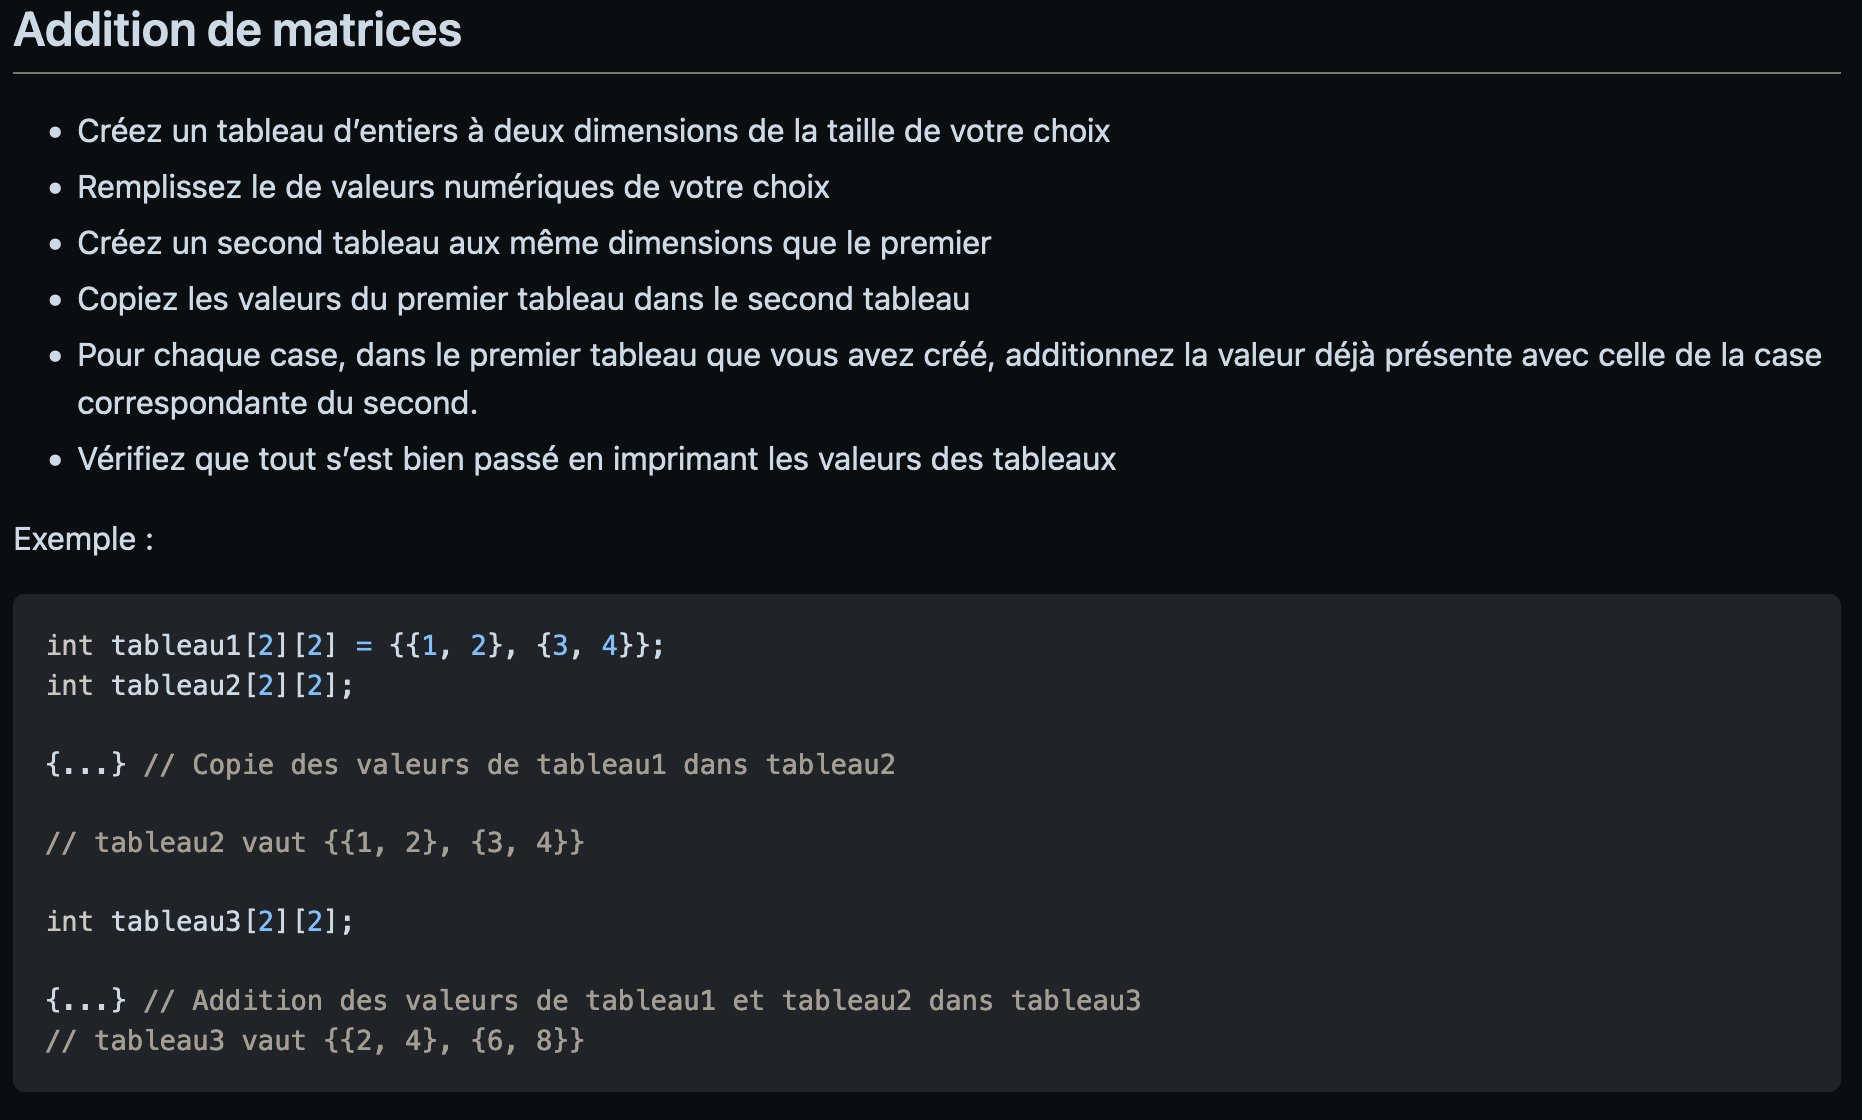 Addition de matrices
• Créez un tableau d’entiers à deux dimensions de la taille de votre choix
• Remplissez le de valeurs numériques de votre choix
• Créez un second tableau aux même dimensions que le premier
• Copiez les valeurs du premier tableau dans le second tableau
• Pour chaque case, dans le premier tableau que vous avez créé, additionnez la valeur déjà présente avec celle de la case
correspondante du second.
• Vérifiez que tout s’est bien passé en imprimant les valeurs des tableaux
Exemple :
int tableau1[2][2] = {{1, 2}, {3, 4}};
int tableau2[2][2];
{...} // Copie des valeurs de tableau1 dans tableau2
// tableau2 vaut {{1, 2}, {3, 4}}
int tableau3[2][2];
{...} // Addition des valeurs de tableau1 et tableau2 dans tableau3
// tableau3 vaut {{2, 4}, {6, 8}}